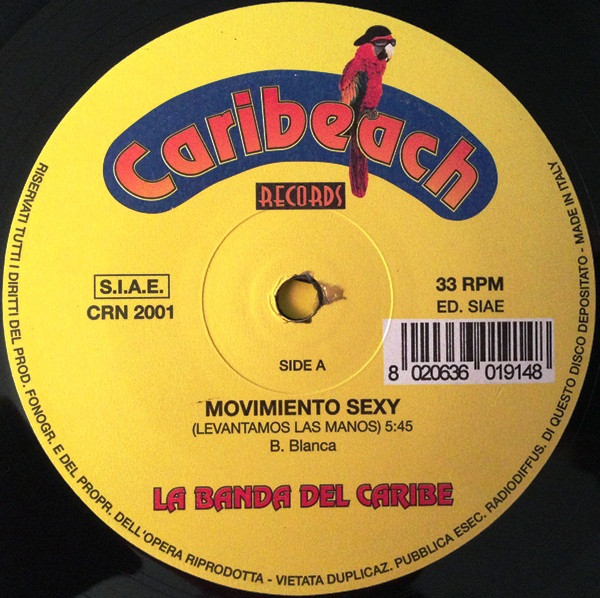 Caribeach
RECORDS
S.I.A.E.
CRN 2001
33 RPM
ED. SIAE
8 020636 019148
SIDE A
MOVIMIENTO SEXY
(LEVANTAMOS LAS MANOS) 5:45
B. Blanca
LA BANDA DEL CARIBE
RISERVATI TUTTI I DIRITTI DEL PROD. FONOGR. E DEL PROPR. DELL'OPERA RIPRODOTTA - VIETATA DUPLICAZ. PUBBLICA ESEC. RADIODIFFUS. DI QUESTO DISCO DEPOSITATO - MADE IN ITALY